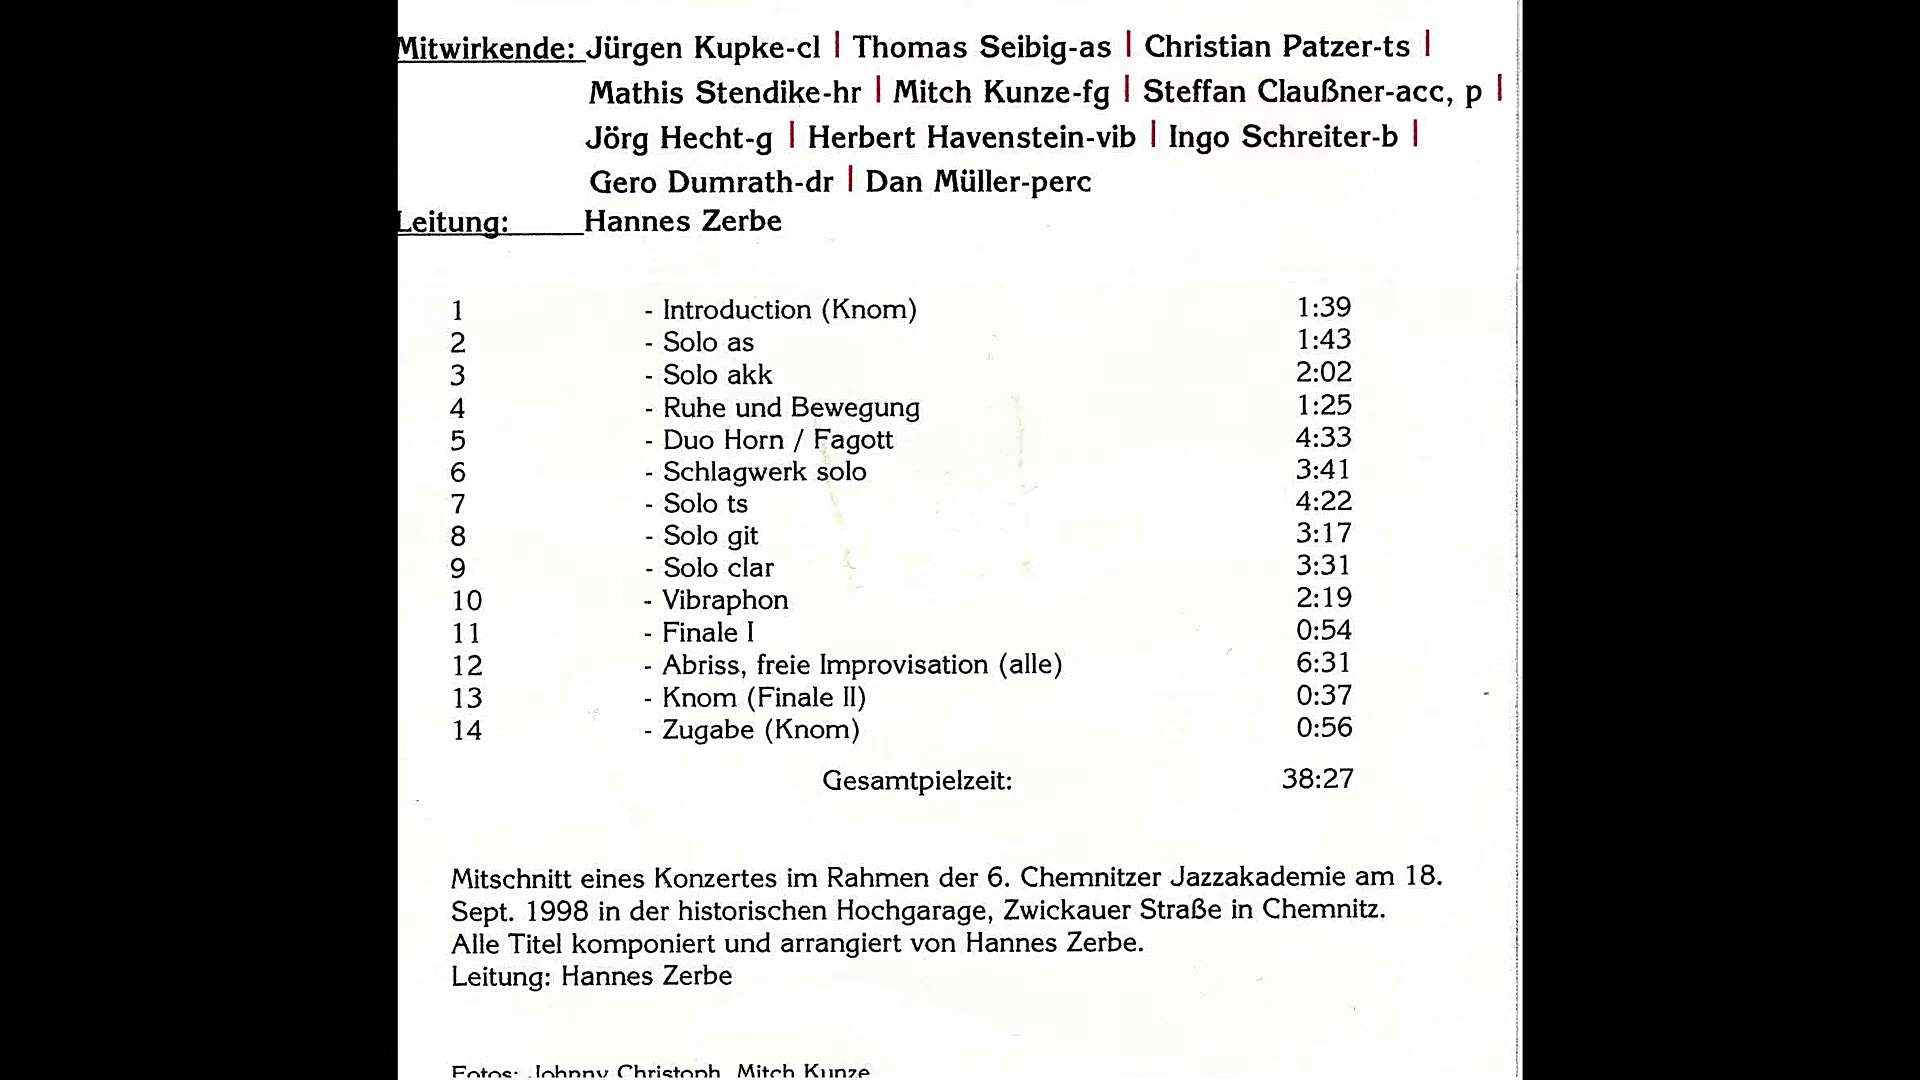 Mitwirkende: Jürgen Kupke-cl | Thomas Seibig-as | Christian Patzer-ts |
Mathis Stendike-hr | Mitch Kunze-fg | Steffan Claußner-acc, p |
Jörg Hecht-g | Herbert Havenstein-vib | Ingo Schreiter-b |
Gero Dumrath-dr | Dan Müller-perc
Leitung: Hannes Zerbe
1 - Introduction (Knom) 1:39
2 - Solo as 1:43
3 - Solo akk 2:02
4 - Ruhe und Bewegung 1:25
5 - Duo Horn / Fagott 4:33
6 - Schlagwerk solo 3:41
7 - Solo ts 4:22
8 - Solo git 3:17
9 - Solo clar 3:31
10 - Vibraphon 2:19
11 - Finale I 0:54
12 - Abriss, freie Improvisation (alle) 6:31
13 - Knom (Finale II) 0:37
14 - Zugabe (Knom) 0:56
Gesamtpielzeit: 38:27
Mitschnitt eines Konzertes im Rahmen der 6. Chemnitzer Jazzakademie am 18.
Sept. 1998 in der historischen Hochgarage, Zwickauer Straße in Chemnitz.
Alle Titel komponiert und arrangiert von Hannes Zerbe.
Leitung: Hannes Zerbe
Fotos: Johnny Christoph, Mitch Kunze